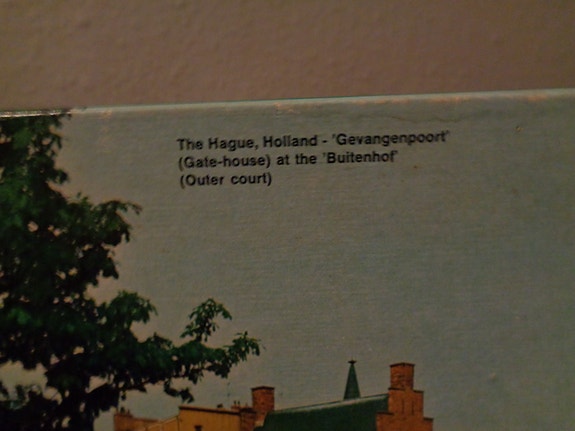 The Hague, Holland - 'Gevangenpoort'
(Gate-house) at the 'Buitenhof'
(Outer court)